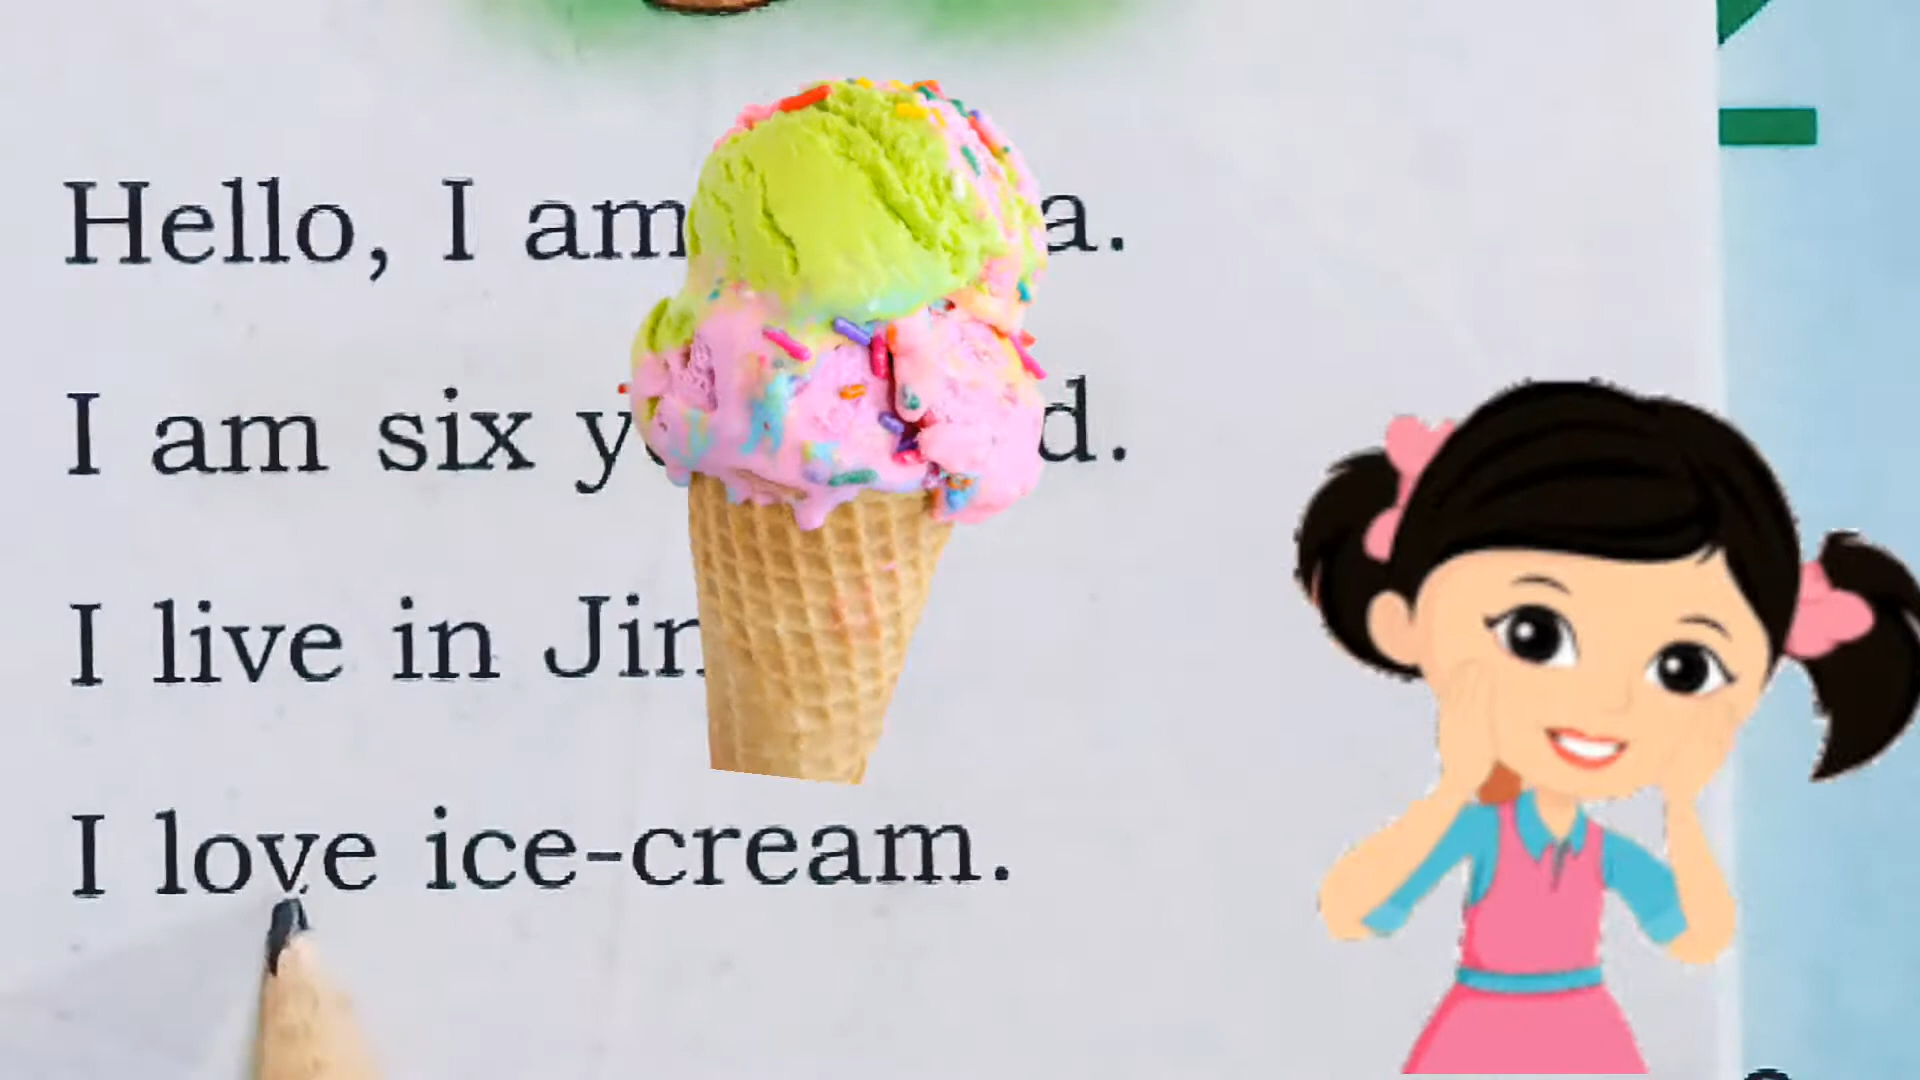 Hello, I am
I am six
I live in
I love ice-cream.